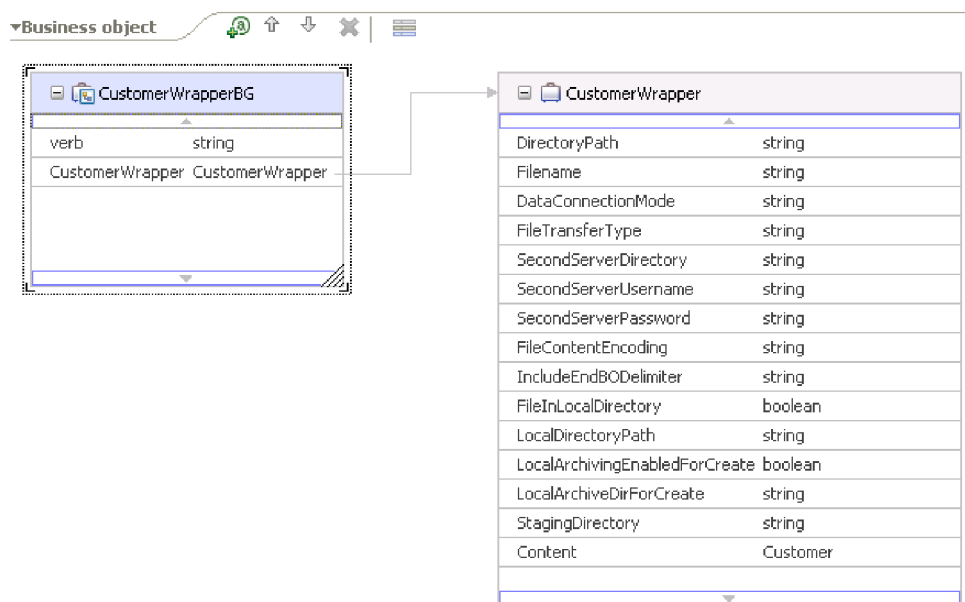 Business object
CustomerWrapperBG
verb string
CustomerWrapper CustomerWrapper
CustomerWrapper
DirectoryPath string
Filename string
DataConnectionMode string
FileTransferType string
SecondServerDirectory string
SecondServerUsername string
SecondServerPassword string
FileContentEncoding string
IncludeEndBODelimiter string
FileInLocalDirectory boolean
LocalDirectoryPath string
LocalArchivingEnabledForCreate boolean
LocalArchiveDirForCreate string
StagingDirectory string
Content Customer